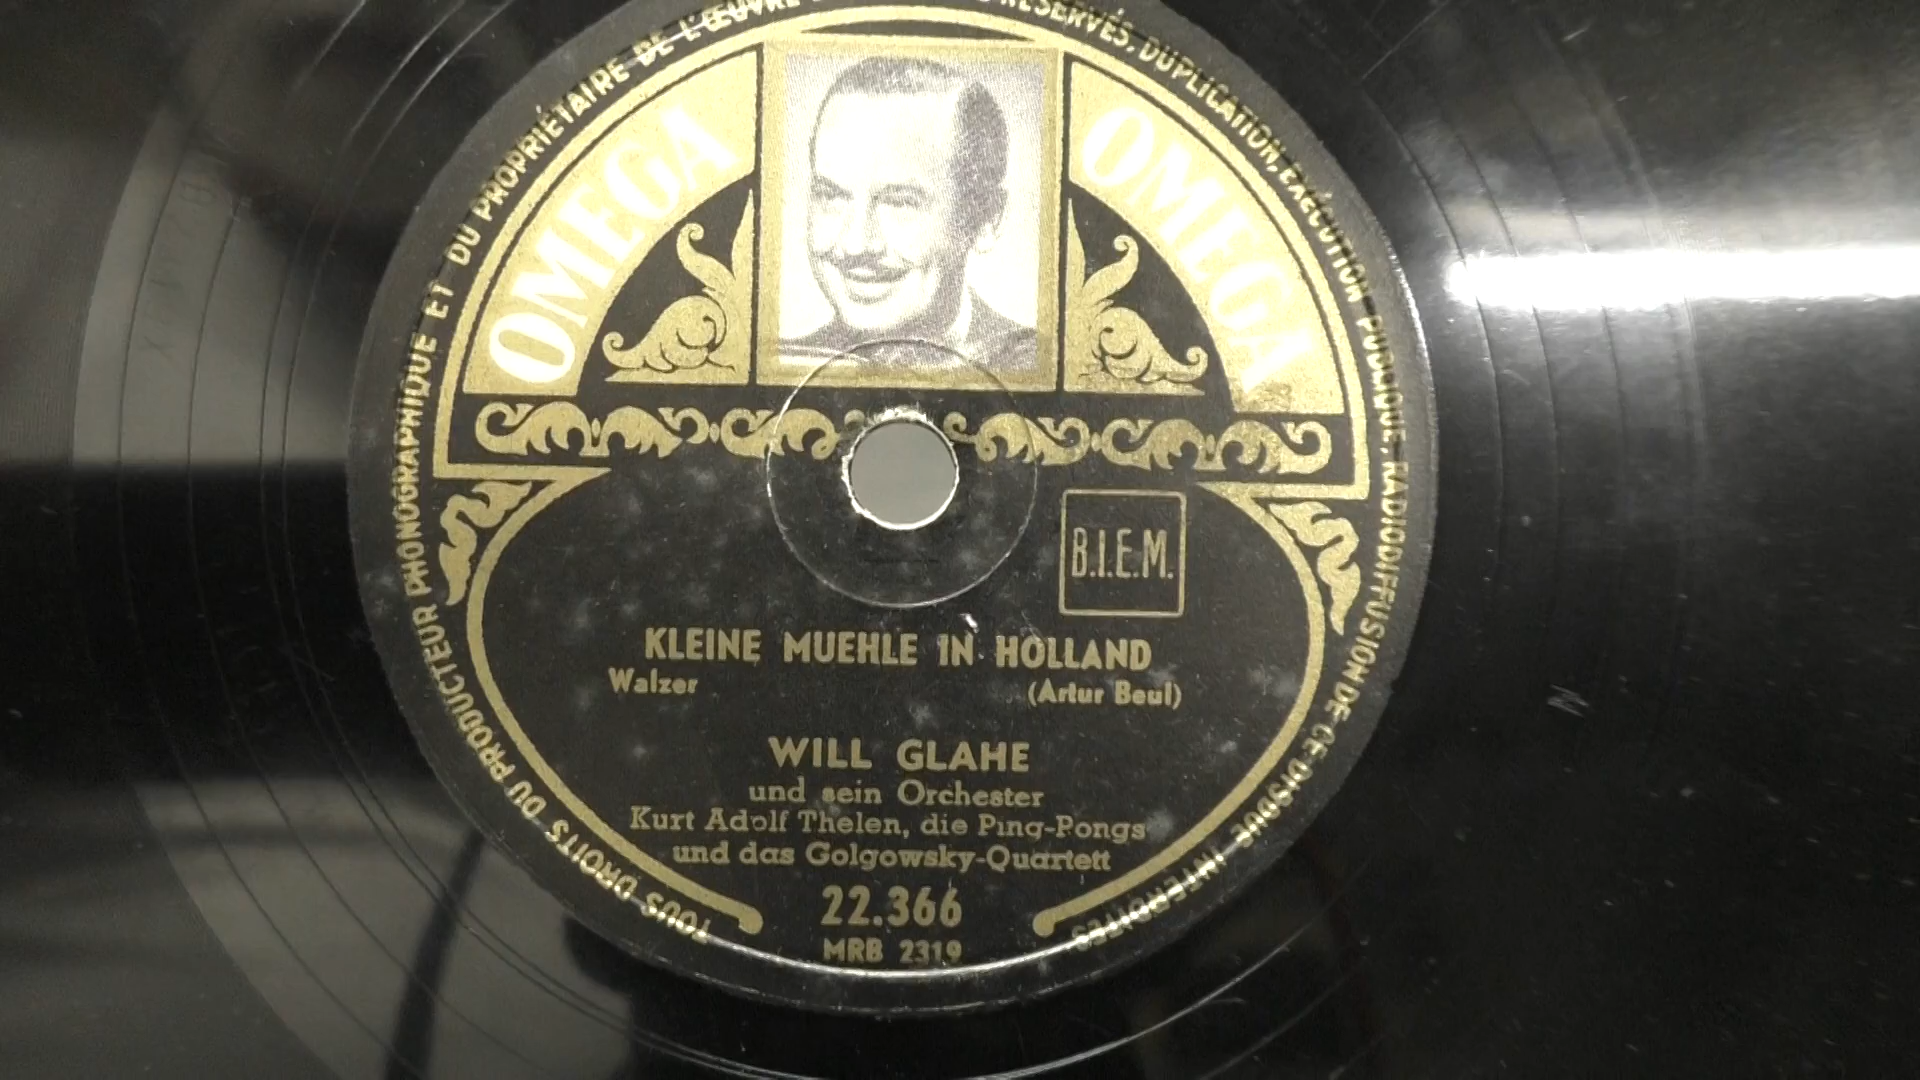 TOUS DROITS DU PRODUCTEUR PHONOGRAPHIQUE ET DU PROPRIÉTAIRE DE L'ŒUVRE RÉSERVÉS, DUPLICATION, EXÉCUTION PUBLIQUE, RADIODIFFUSION DE CE DISQUE INTERDITES
OMEGA OMEGA
B.I.E.M.
KLEINE MUEHLE IN HOLLAND
Walzer (Artur Beul)
WILL GLAHE
und sein Orchester
Kurt Adolf Thelen, die Ping-Pongs
und das Golgowsky-Quartett
22.366
MRB 2319